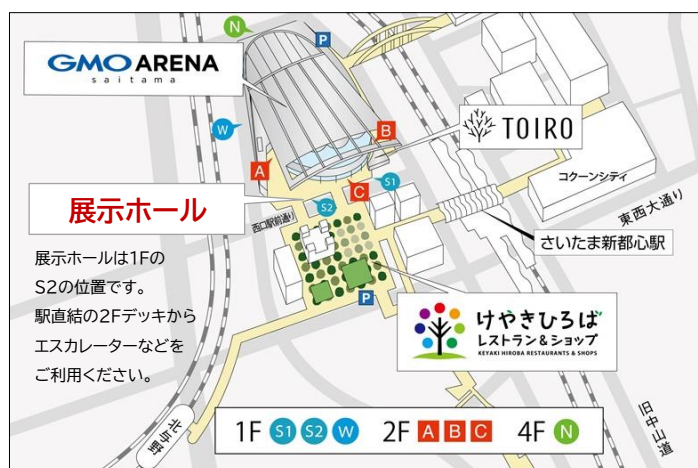 N
P
GMO ARENA
saitama
W
B
TOIRO
A
C
S1
S2
コクーンシティ
展示ホール
西口駅前通り
東西大通り
さいたま新都心駅
展示ホールは1Fの
S2の位置です。
駅直結の2Fデッキから
エスカレーターなどを
ご利用ください。
P
けやきひろば
レストラン&ショップ
KEYAKI HIROBA RESTAURANTS & SHOPS
北与野駅
1F S1 S2 W 2F A B C 4F N
旧中山道